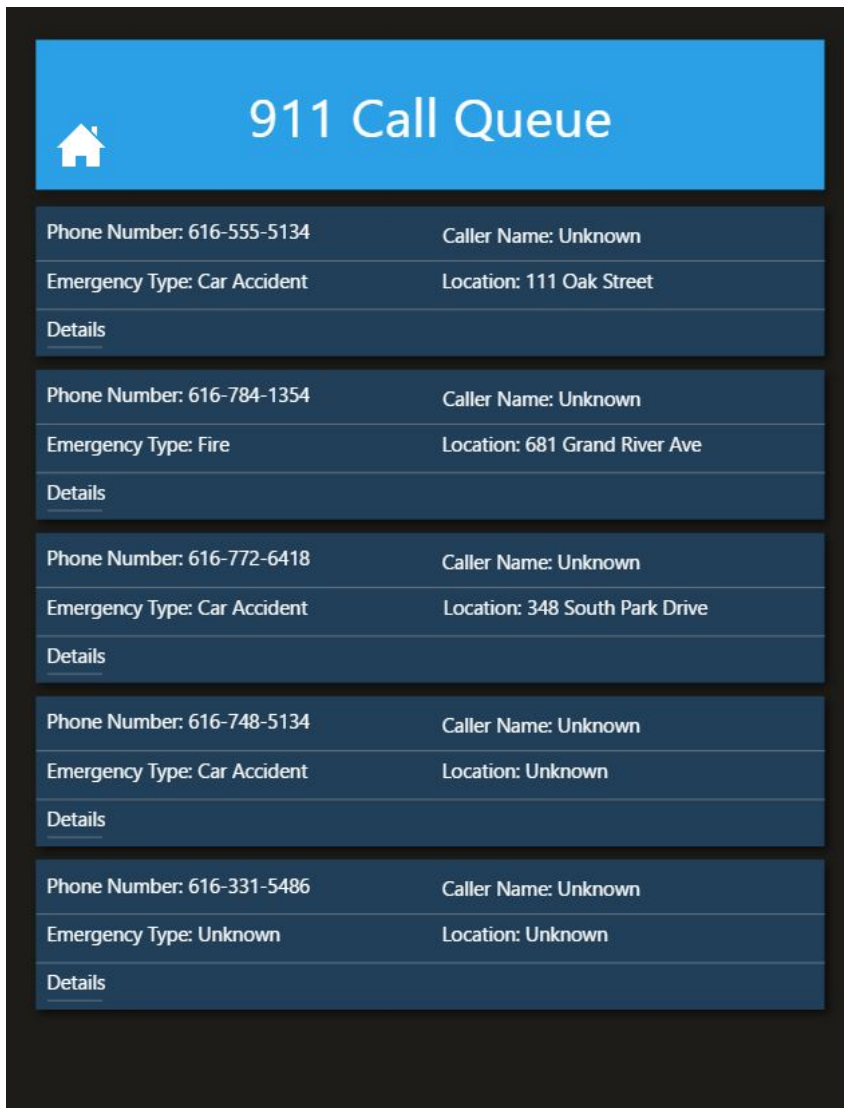 911 Call Queue
Phone Number: 616-555-5134 Caller Name: Unknown
Emergency Type: Car Accident Location: 111 Oak Street
Details
Phone Number: 616-784-1354 Caller Name: Unknown
Emergency Type: Fire Location: 681 Grand River Ave
Details
Phone Number: 616-772-6418 Caller Name: Unknown
Emergency Type: Car Accident Location: 348 South Park Drive
Details
Phone Number: 616-748-5134 Caller Name: Unknown
Emergency Type: Car Accident Location: Unknown
Details
Phone Number: 616-331-5486 Caller Name: Unknown
Emergency Type: Unknown Location: Unknown
Details